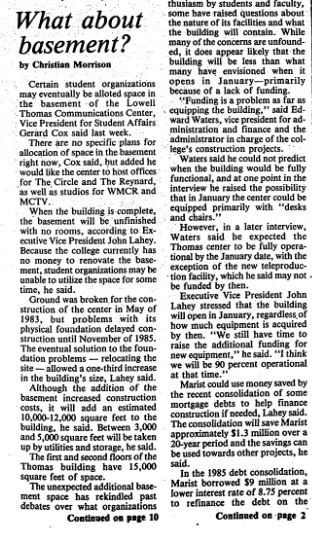 What about
basement?
by Christian Morrison
Certain student organizations
may eventually be alloted space in
the basement of the Lowell
Thomas Communications Center,
Vice President for Student Affairs
Gerard Cox said last week.
There are no specific plans for
allocation of space in the basement
right now, Cox said, but added he
would like the center to host offices
for The Circle and The Reynard,
as well as studios for WMCR and
MCTV.
When the building is complete,
the basement will be unfinished
with no rooms, according to Ex-
ecutive Vice President John Lahey.
Because the college currently has
no money to renovate the base-
ment, student organizations may be
unable to utilize the space for some
time, he said.
Ground was broken for the con-
struction of the center in May of
1983, but problems with its
physical foundation delayed con-
struction until November of 1985.
The eventual solution to the foun-
dation problems — relocating the
site — allowed a one-third increase
in the building's size, Lahey said.
Although the addition of the
basement increased construction
costs, it will add an estimated
10,000-12,000 square feet to the
building, he said. Between 3,000
and 5,000 square feet will be taken
up by utilities and storage, he said.
The first and second floors of the
Thomas building have 15,000
square feet of space.
The unexpected additional base-
ment space has rekindled past
debates over what organizations
Continued on page 10
thusiasm by students and faculty,
some have raised questions about
the nature of its facilities and what
the building will contain. While
many of the concerns are unfound-
ed, it does appear likely that the
building will be less than what
many have envisioned when it
opens in January—primarily
because of a lack of funding.
"Funding is a problem as far as
equipping the building," said Ed-
ward Waters, vice president for ad-
ministration and finance and the
administrator in charge of the col-
lege's construction projects.
Waters said he could not predict
when the building would be fully
functional, and at one point in the
interview he raised the possibility
that in January the center could be
equipped primarily with "desks
and chairs."
However, in a later interview,
Waters said he expected the
Thomas center to be fully opera-
tional by the January date, with the
exception of the new teleproduc-
tion facility, which he said may not
be funded by then.
Executive Vice President John
Lahey stressed that the building
will open in January, regardless of
how much equipment is acquired
by then. "We still have time to
raise the additional funding for
new equipment," he said. "I think
we will be 90 percent operational
at that time."
Marist could use money saved by
the recent consolidation of some
mortgage debts to help finance
construction if needed, Lahey said.
The consolidation will save Marist
approximately $1.3 million over a
20-year period and the savings can
be used towards other projects, he
said.
In the 1985 debt consolidation,
Marist borrowed $9 million at a
lower interest rate of 8.75 percent
to refinance the debt on the
Continued on page 2